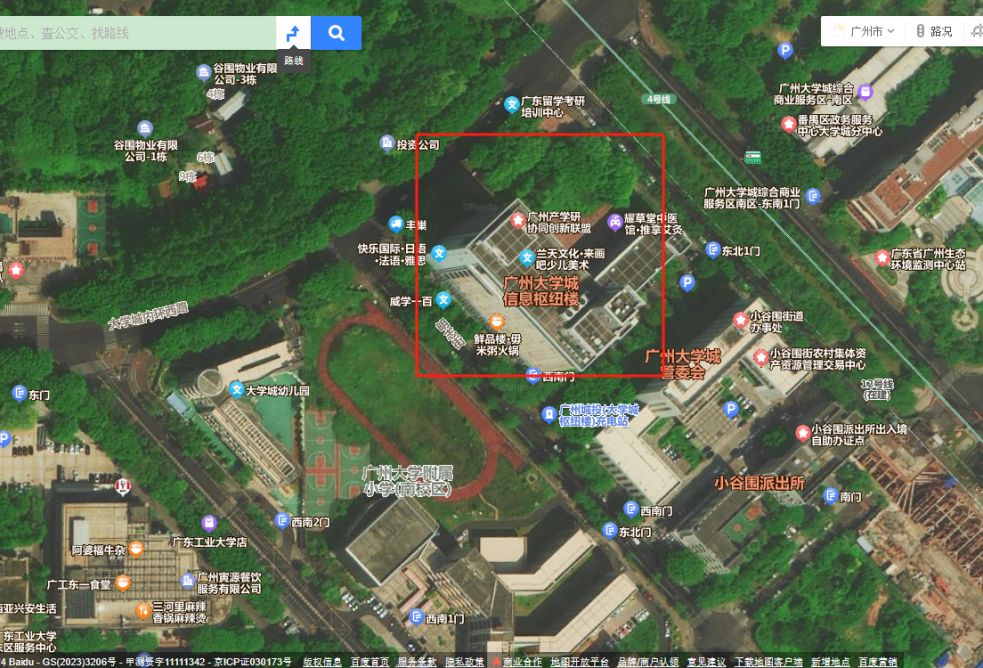 搜地点、查公交、找路线
路线
广州市
路况
谷围物业有限
公司-3栋
4栋
谷围物业有限
公司-1栋
6栋
9栋
投资公司
广东留学考研
培训中心
4号线
广州大学城综合
商业服务区-南区
番禺区政务服务
中心大学城分中心
广州大学城综合商业
服务区南区-东南1门
丰巢
快乐国际·日语
·法语·雅思
威学一百
广州产学研
协同创新联盟
耀草堂中医
馆·推拿艾灸
兰天文化·来画
吧少儿美术
广州大学城
信息枢纽楼
鲜品楼·毋
米粥火锅
东北1门
广东省广州生态
环境监测中心站
大学城内环西路
小谷围街道
办事处
小谷围街农村集体资
产资源管理交易中心
广州大学城
管委会
西南门
12号线
(在建)
广州城投(大学城
枢纽楼)充电站
大学城幼儿园
东门
小谷围派出所出入境
自助办证点
小谷围派出所
广州大学附属
小学(南校区)
南门
西南门
东北门
西南2门
广东工业大学店
阿婆福牛杂
广工东一食堂
广州寅源餐饮
服务有限公司
三河里麻辣
香锅麻辣烫
西亚兴安生活
东工业大学
东区服务中心
西南1门
4 Baidu - GS(2023)3206号 - 甲测资字11111342 - 京ICP证030173号 版权信息 百度首页 服务条款 隐私政策 商业合作 地图开放平台 品牌/商户认领 意见建议 下载地图客户端 新增地点 百度营销